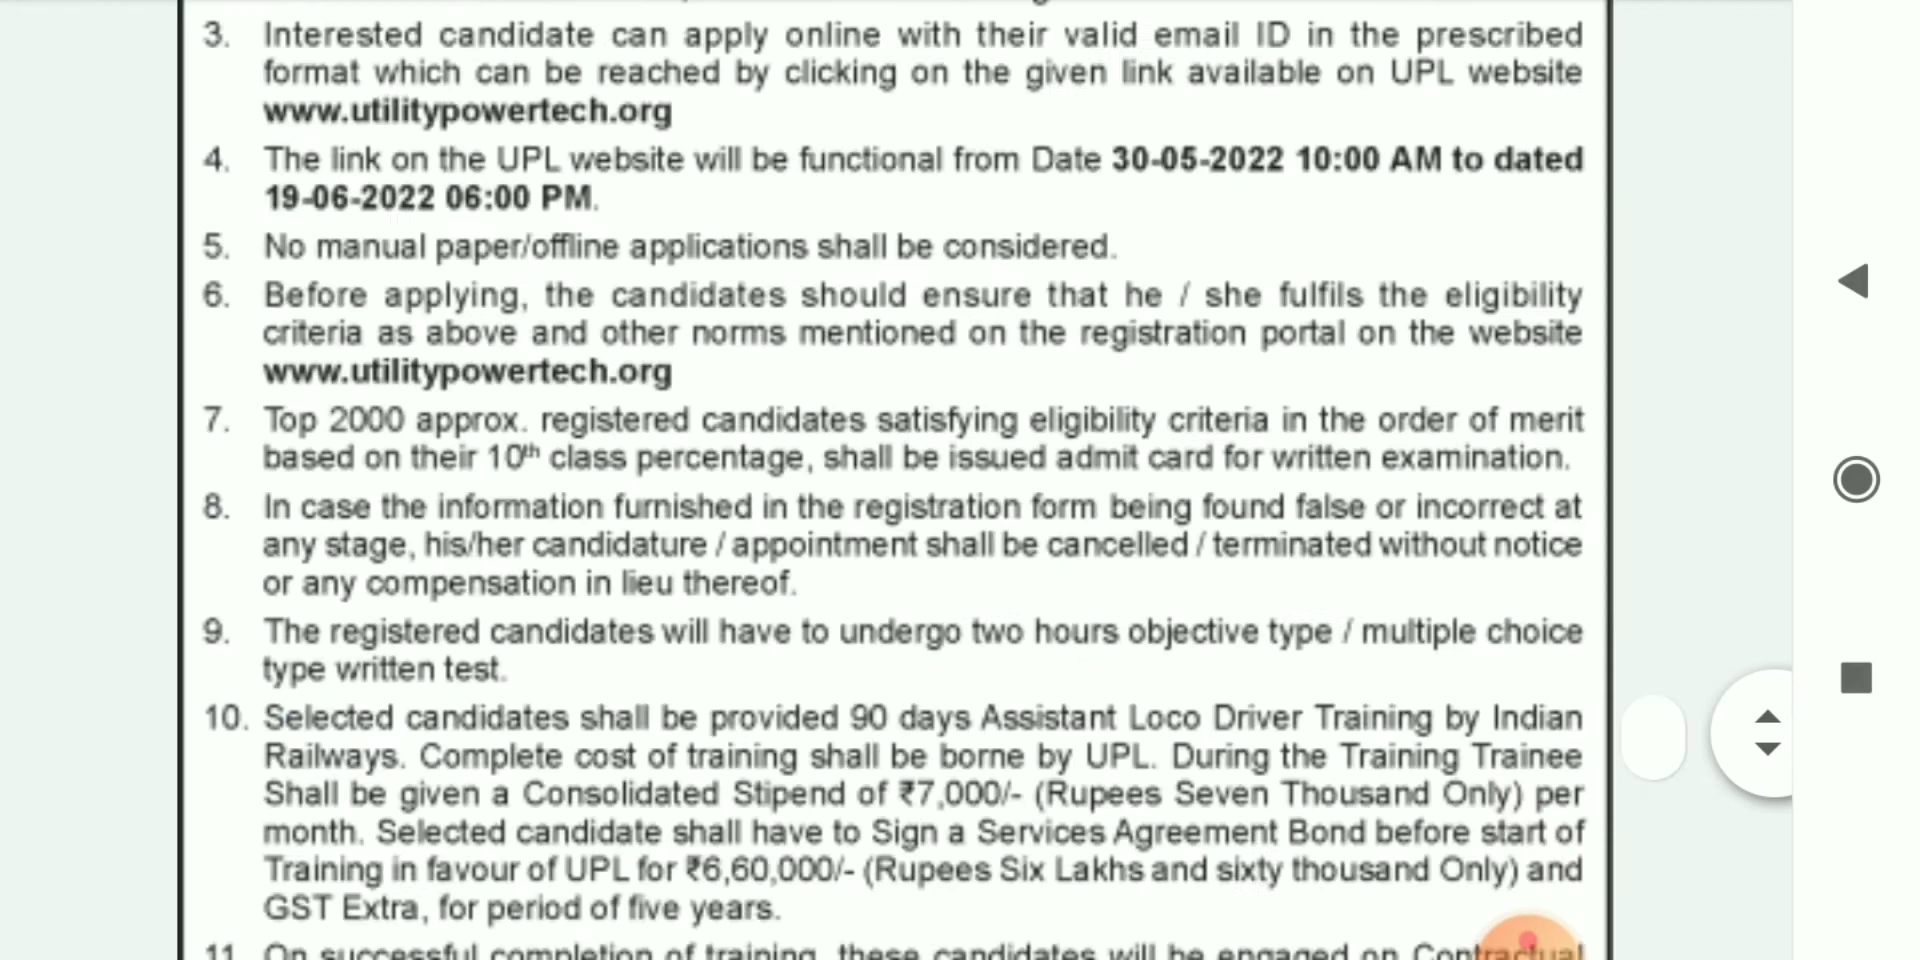 3. Interested candidate can apply online with their valid email ID in the prescribed
format which can be reached by clicking on the given link available on UPL website
www.utilitypowertech.org
4. The link on the UPL website will be functional from Date 30-05-2022 10:00 AM to dated
19-06-2022 06:00 PM.
5. No manual paper/offline applications shall be considered.
6. Before applying, the candidates should ensure that he / she fulfils the eligibility
criteria as above and other norms mentioned on the registration portal on the website
www.utilitypowertech.org
7. Top 2000 approx. registered candidates satisfying eligibility criteria in the order of merit
based on their 10th class percentage, shall be issued admit card for written examination.
8. In case the information furnished in the registration form being found false or incorrect at
any stage, his/her candidature / appointment shall be cancelled / terminated without notice
or any compensation in lieu thereof.
9. The registered candidates will have to undergo two hours objective type / multiple choice
type written test.
10. Selected candidates shall be provided 90 days Assistant Loco Driver Training by Indian
Railways. Complete cost of training shall be borne by UPL. During the Training Trainee
Shall be given a Consolidated Stipend of ₹7,000/- (Rupees Seven Thousand Only) per
month. Selected candidate shall have to Sign a Services Agreement Bond before start of
Training in favour of UPL for ₹6,60,000/- (Rupees Six Lakhs and sixty thousand Only) and
GST Extra, for period of five years.
11. On successful completion of training, these candidates will be engaged on Contractual